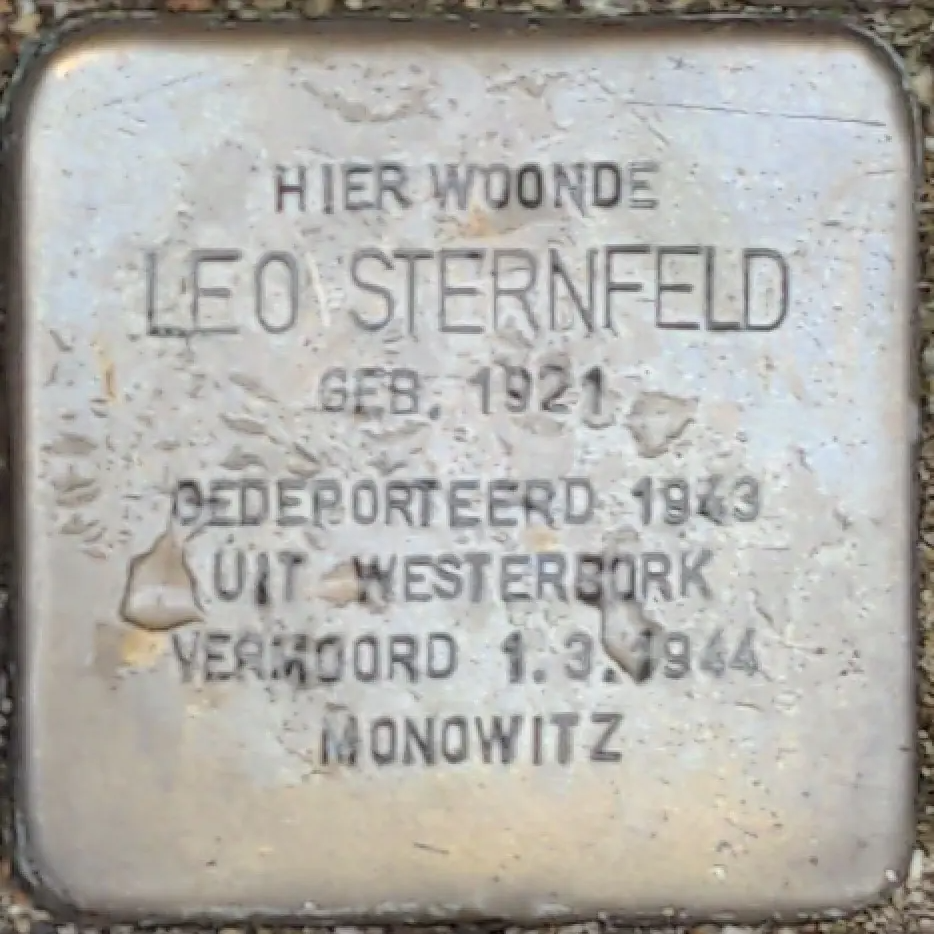 HIER WOONDE
LEO STERNFELD
GEB. 1921
GEDEPORTEERD 1943
UIT WESTERBORK
VERMOORD 1.3.1944
MONOWITZ